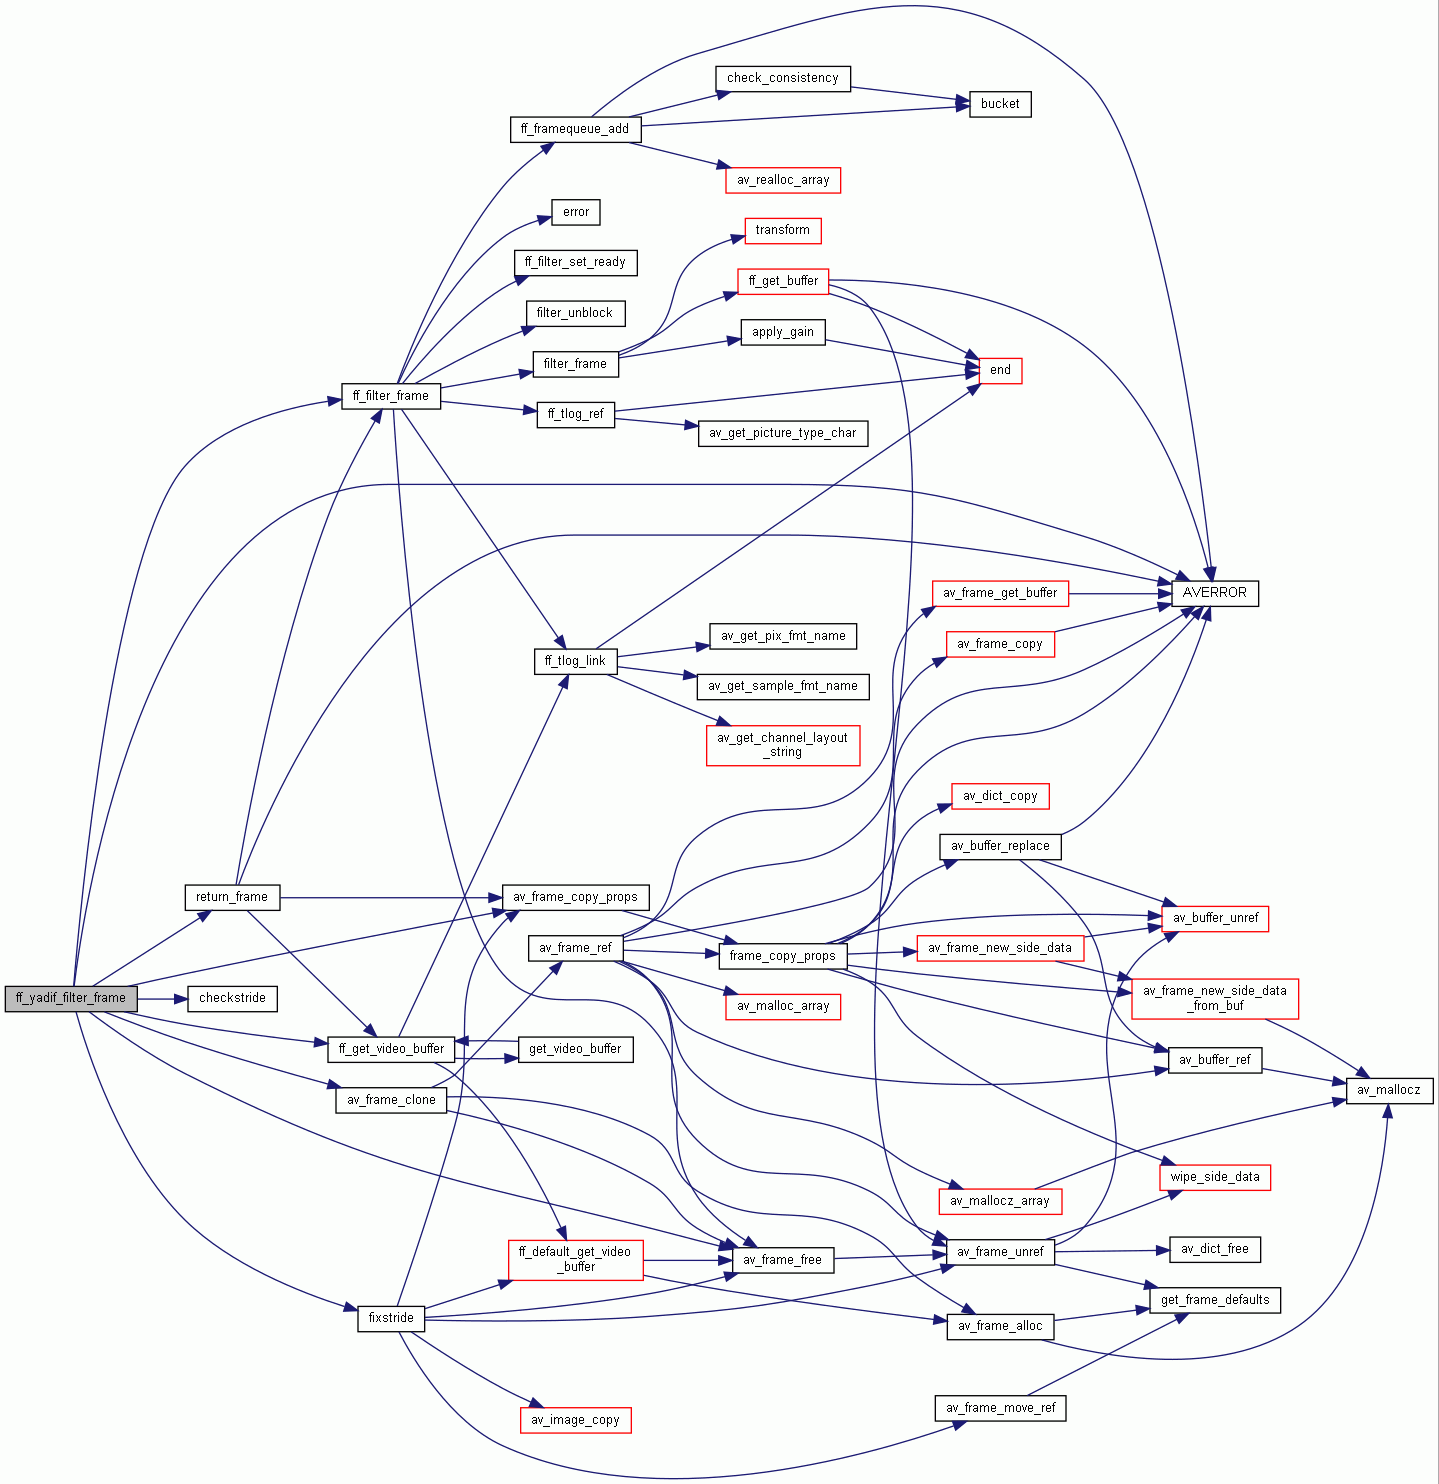 check_consistency
bucket
ff_framequeue_add
av_realloc_array
error
transform
ff_filter_set_ready
ff_get_buffer
filter_unblock
apply_gain
filter_frame
end
ff_filter_frame
ff_tlog_ref
av_get_picture_type_char
av_frame_get_buffer
AVERROR
av_get_pix_fmt_name
av_frame_copy
ff_tlog_link
av_get_sample_fmt_name
av_get_channel_layout
_string
av_dict_copy
av_buffer_replace
return_frame
av_frame_copy_props
av_buffer_unref
av_frame_ref
frame_copy_props
av_frame_new_side_data
ff_yadif_filter_frame
checkstride
av_malloc_array
av_frame_new_side_data
_from_buf
ff_get_video_buffer
get_video_buffer
av_buffer_ref
av_frame_clone
av_mallocz
wipe_side_data
av_mallocz_array
ff_default_get_video
_buffer
av_frame_free
av_frame_unref
av_dict_free
get_frame_defaults
fixstride
av_frame_alloc
av_frame_move_ref
av_image_copy